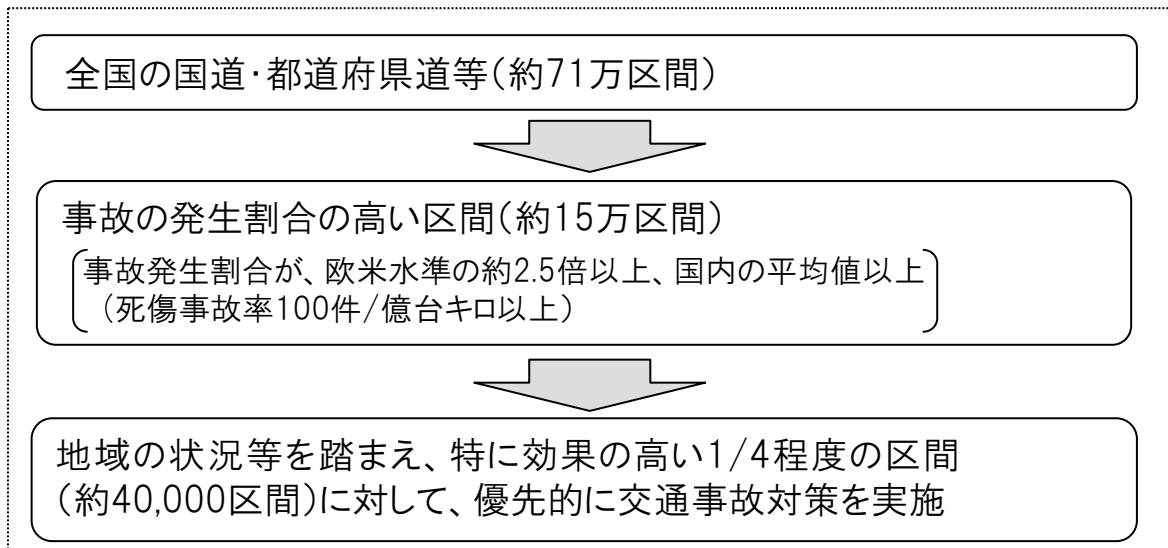 全国の国道・都道府県道等(約71万区間)
事故の発生割合の高い区間(約15万区間)
事故発生割合が、欧米水準の約2.5倍以上、国内の平均値以上
(死傷事故率100件/億台キロ以上)
地域の状況等を踏まえ、特に効果の高い1/4程度の区間
(約40,000区間)に対して、優先的に交通事故対策を実施